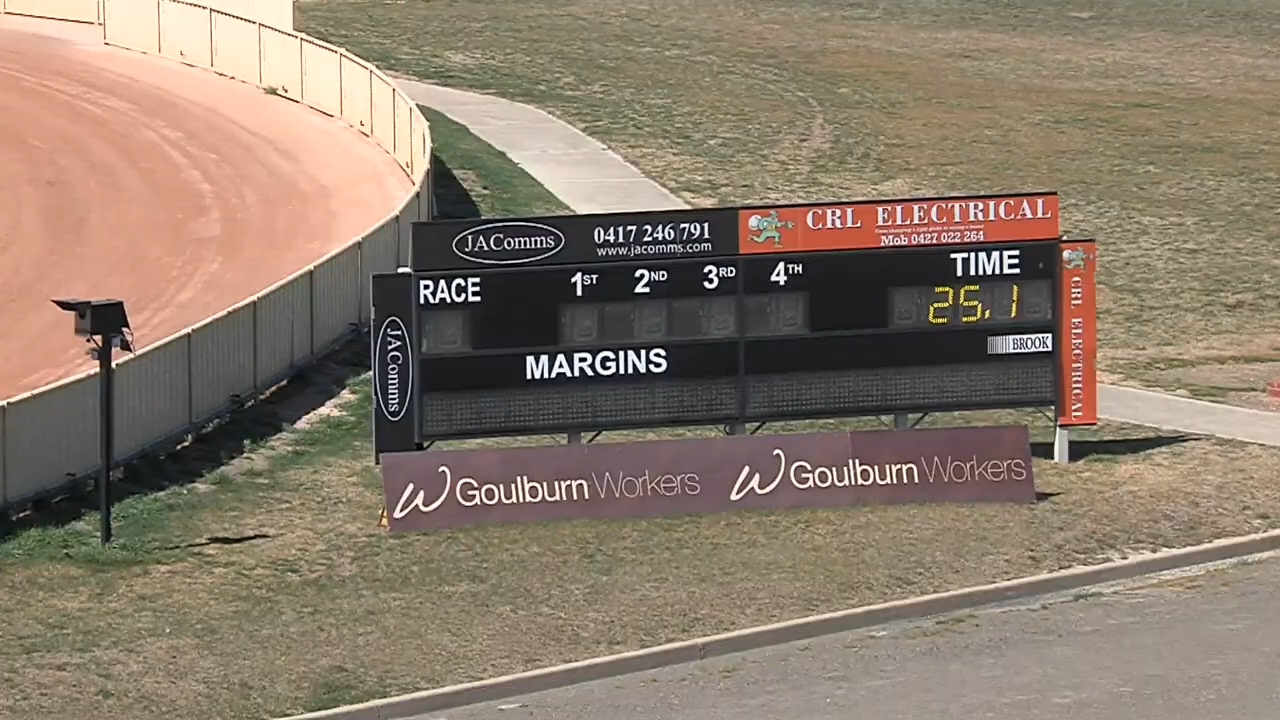 JAComms
0417 246 791
www.jacomms.com
CRL ELECTRICAL
Mob 0427 022 264
RACE 1ST 2ND 3RD 4TH TIME
25.1
MARGINS
BROOK
JAComms
CRL ELECTRICAL
Goulburn Workers
Goulburn Workers